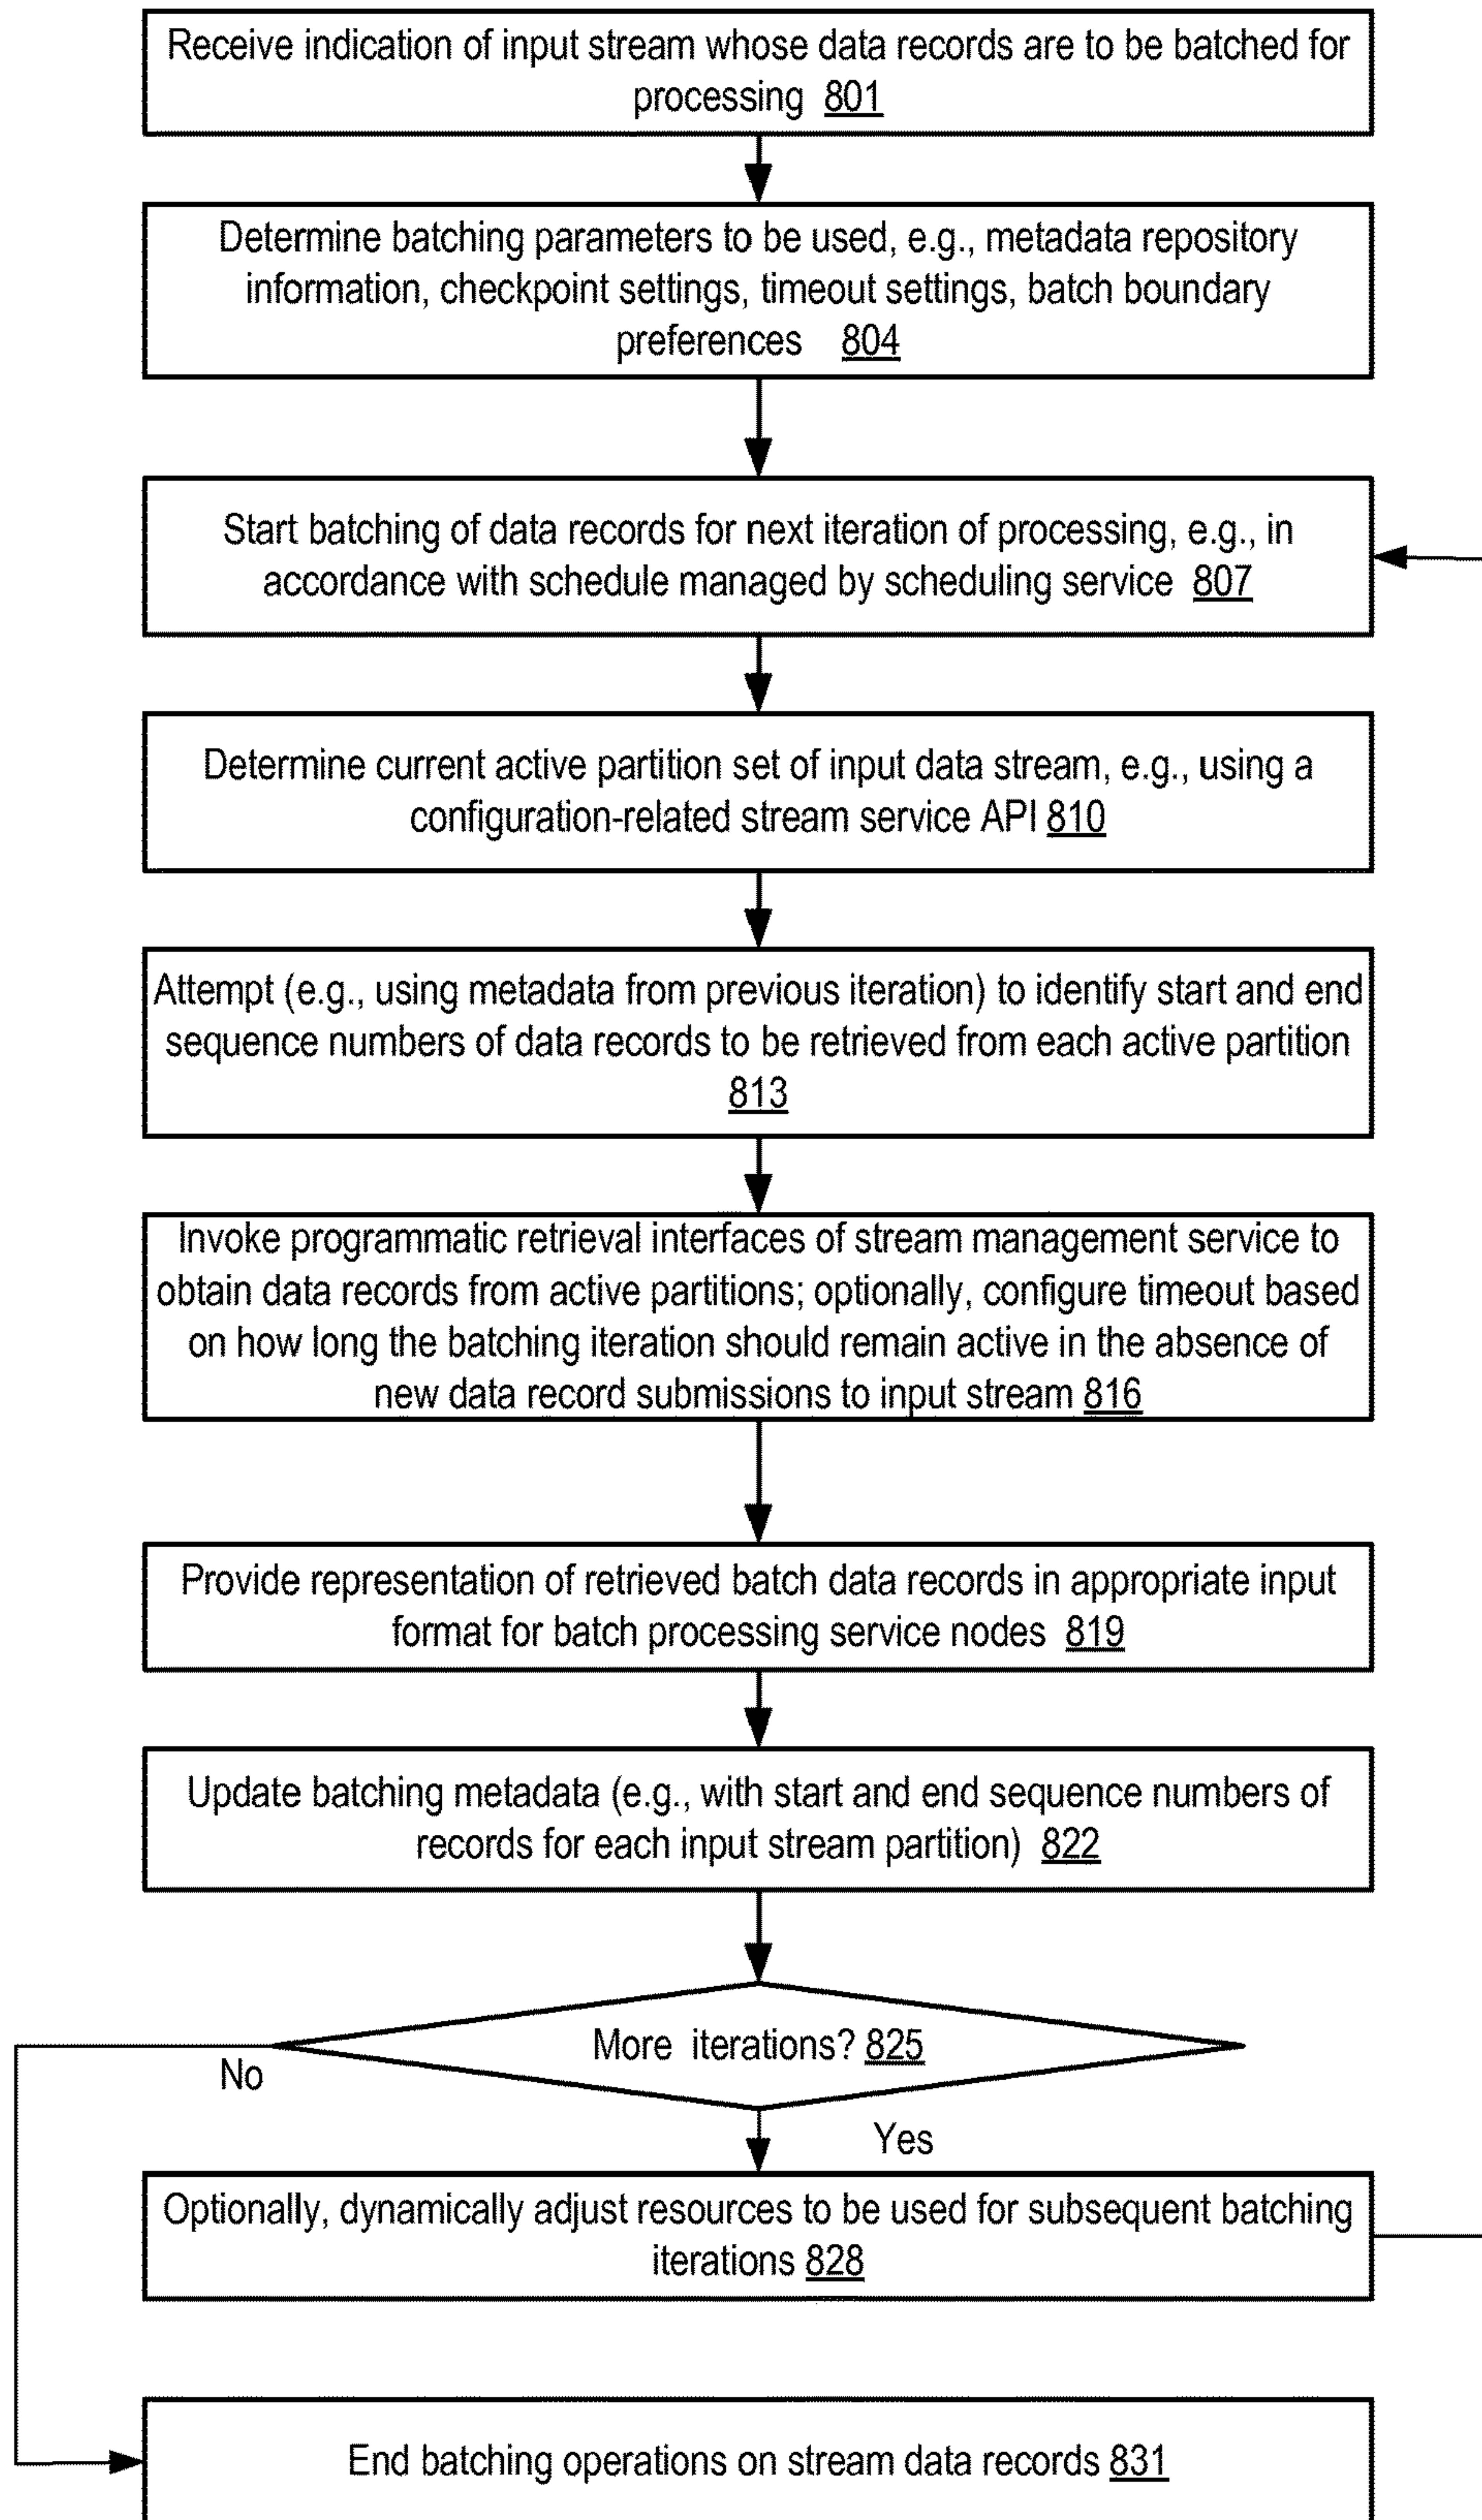 Receive indication of input stream whose data records are to be batched for
processing 801
Determine batching parameters to be used, e.g., metadata repository
information, checkpoint settings, timeout settings, batch boundary
preferences 804
Start batching of data records for next iteration of processing, e.g., in
accordance with schedule managed by scheduling service 807
Determine current active partition set of input data stream, e.g., using a
configuration-related stream service API 810
Attempt (e.g., using metadata from previous iteration) to identify start and end
sequence numbers of data records to be retrieved from each active partition
813
Invoke programmatic retrieval interfaces of stream management service to
obtain data records from active partitions; optionally, configure timeout based
on how long the batching iteration should remain active in the absence of
new data record submissions to input stream 816
Provide representation of retrieved batch data records in appropriate input
format for batch processing service nodes 819
Update batching metadata (e.g., with start and end sequence numbers of
records for each input stream partition) 822
More iterations? 825
No
Yes
Optionally, dynamically adjust resources to be used for subsequent batching
iterations 828
End batching operations on stream data records 831